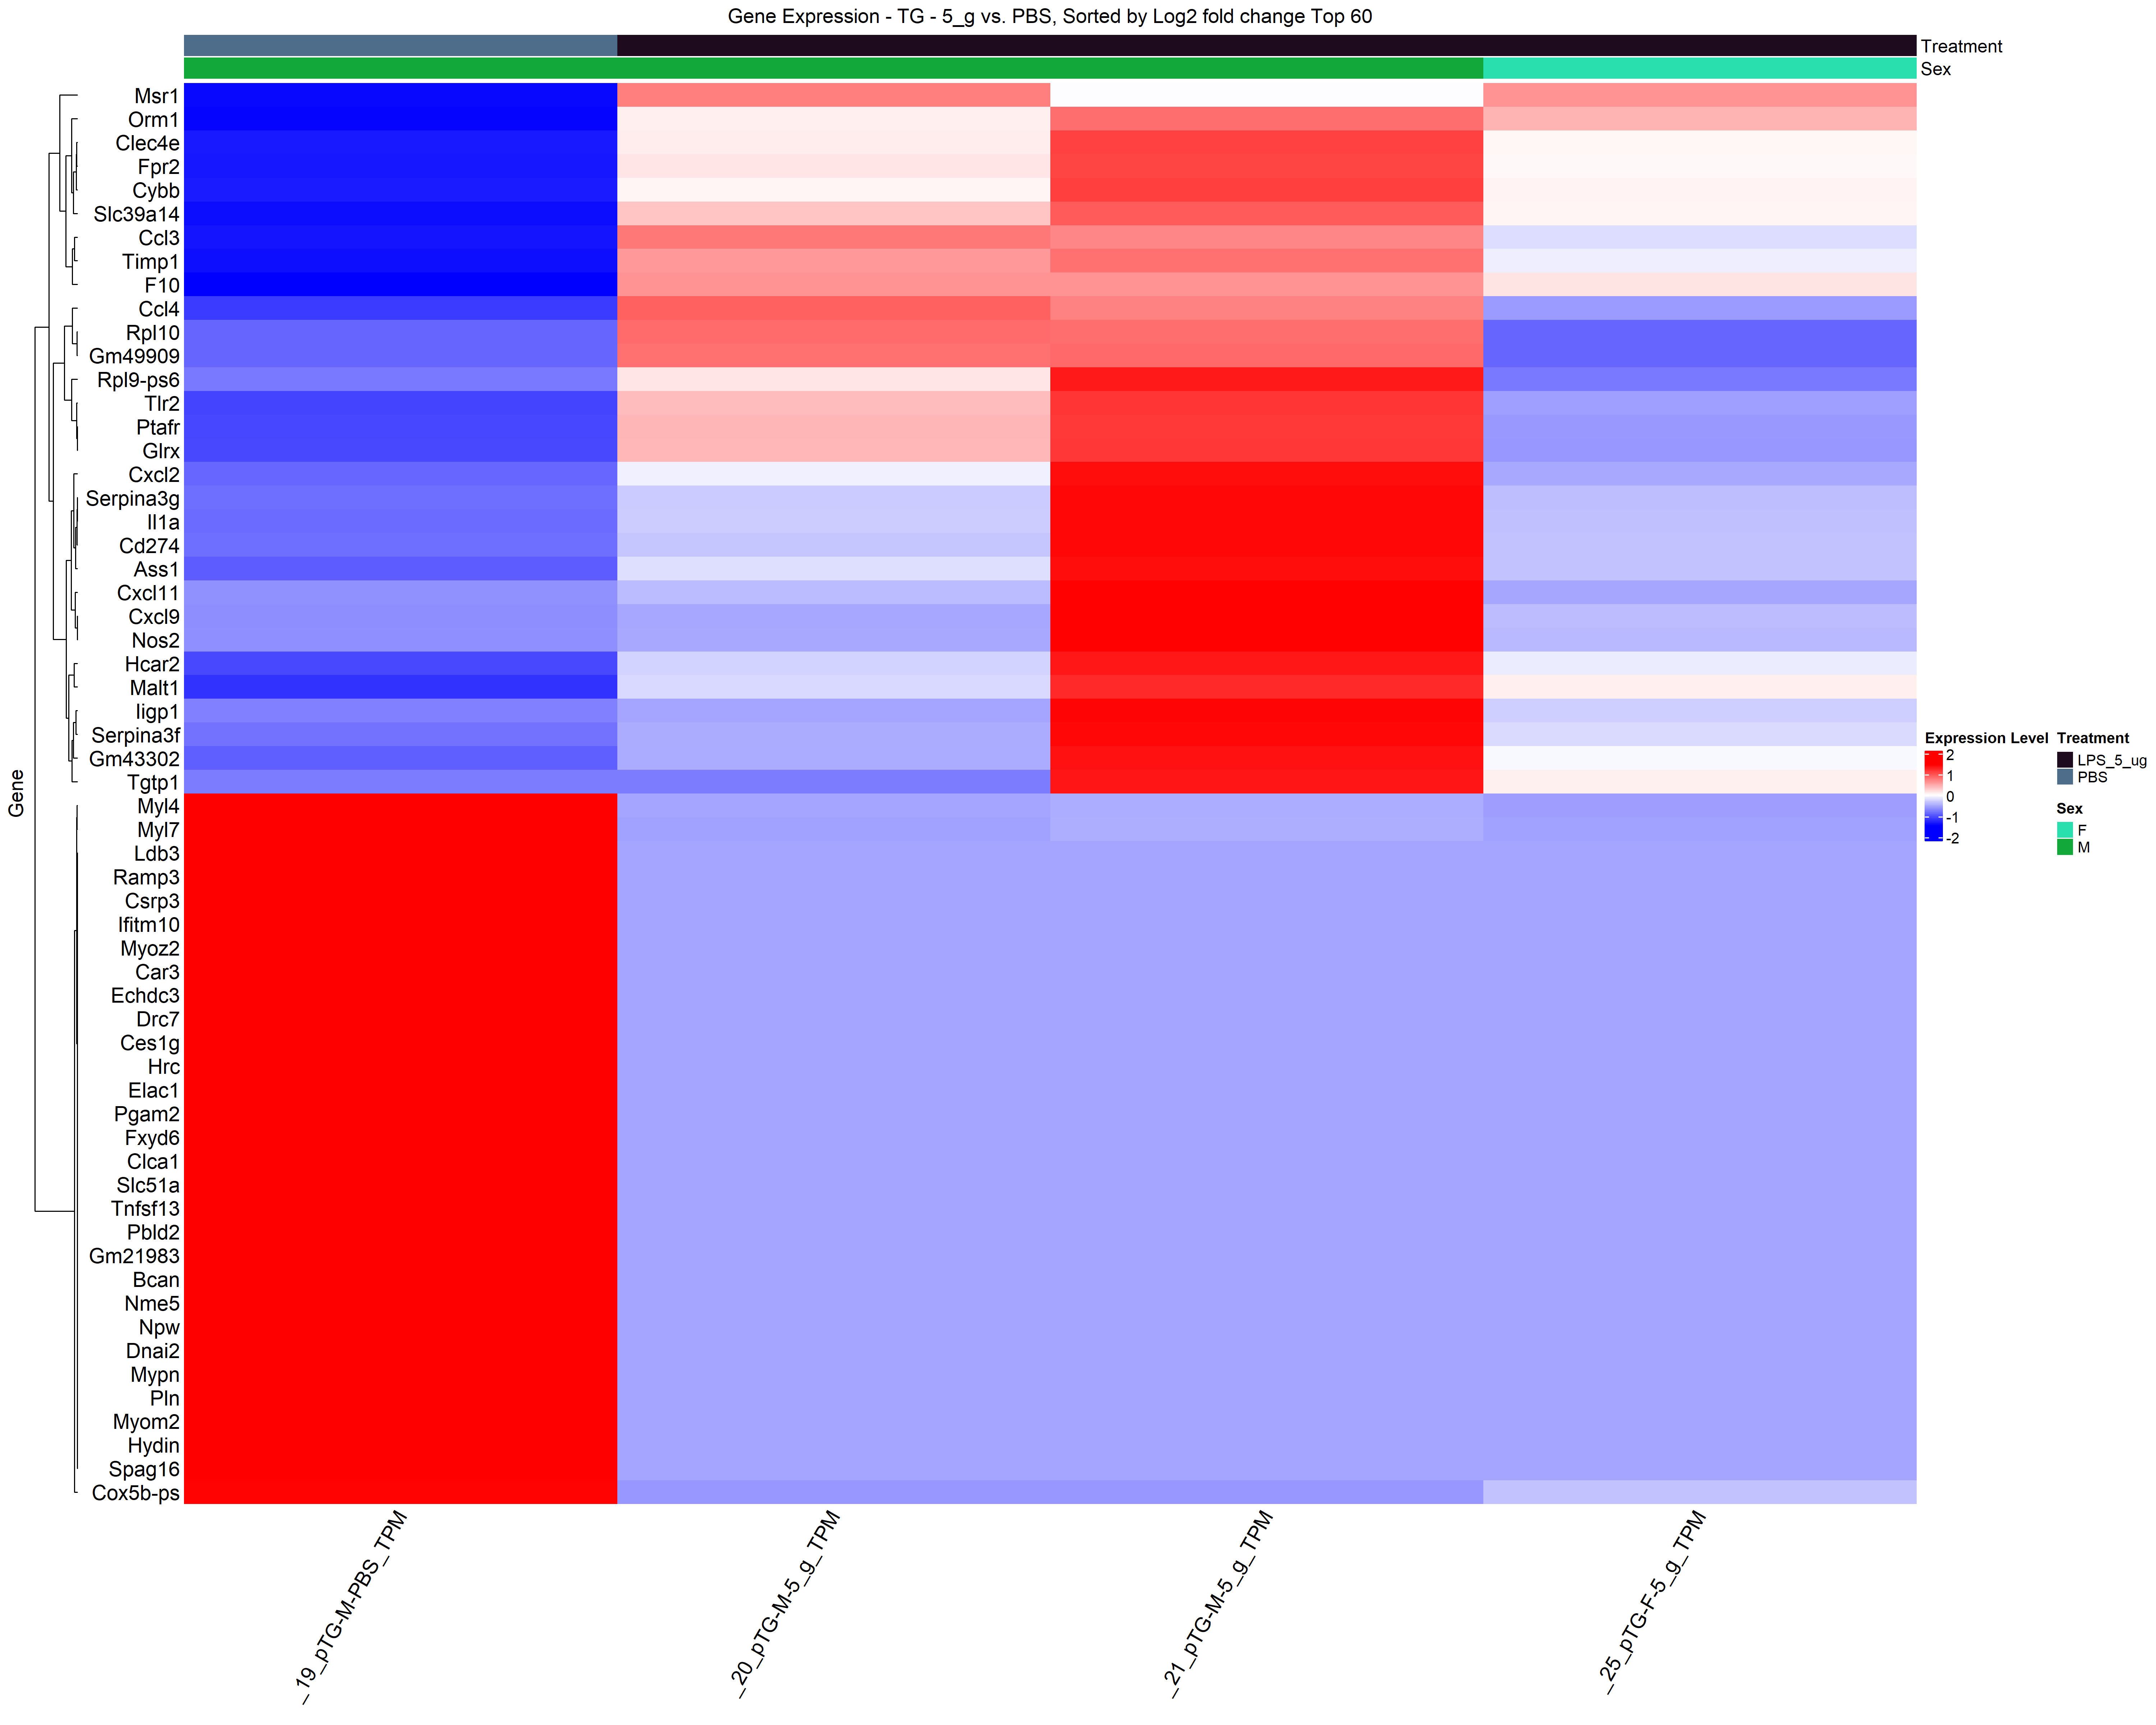 Gene Expression - TG - 5_g vs. PBS, Sorted by Log2 fold change Top 60
Treatment
Sex
Msr1
Orm1
Clec4e
Fpr2
Cybb
Slc39a14
Ccl3
Timp1
F10
Ccl4
Rpl10
Gm49909
Rpl9-ps6
Tlr2
Ptafr
Glrx
Cxcl2
Serpina3g
Il1a
Cd274
Ass1
Cxcl11
Cxcl9
Nos2
Hcar2
Malt1
Iigp1
Serpina3f
Gm43302
Tgtp1
Myl4
Myl7
Ldb3
Ramp3
Csrp3
Ifitm10
Myoz2
Car3
Echdc3
Drc7
Ces1g
Hrc
Elac1
Pgam2
Fxyd6
Clca1
Slc51a
Tnfsf13
Pbld2
Gm21983
Bcan
Nme5
Npw
Dnai2
Mypn
Pln
Myom2
Hydin
Spag16
Cox5b-ps
Gene
Expression Level
2
1
0
-1
-2
Treatment
LPS_5_ug
PBS
Sex
F
M
_19_pTG-M-PBS_TPM
_20_pTG-M-5_g_TPM
_21_pTG-M-5_g_TPM
_25_pTG-F-5_g_TPM